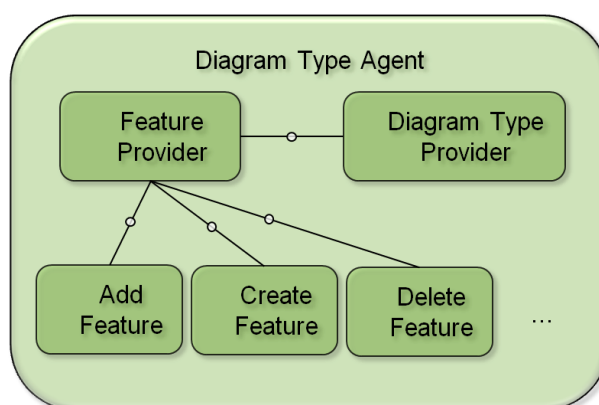 Diagram Type Agent
Feature
Provider
Diagram Type
Provider
Add
Feature
Create
Feature
Delete
Feature
...